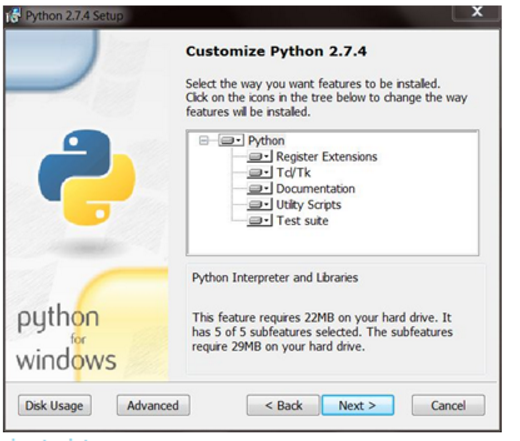 Python 2.7.4 Setup
X
Customize Python 2.7.4
Select the way you want features to be installed.
Click on the icons in the tree below to change the way
features will be installed.
Python
Register Extensions
Tcl/Tk
Documentation
Utility Scripts
Test suite
Python Interpreter and Libraries
This feature requires 22MB on your hard drive. It
has 5 of 5 subfeatures selected. The subfeatures
require 29MB on your hard drive.
python
for
windows
Disk Usage
Advanced
< Back
Next >
Cancel